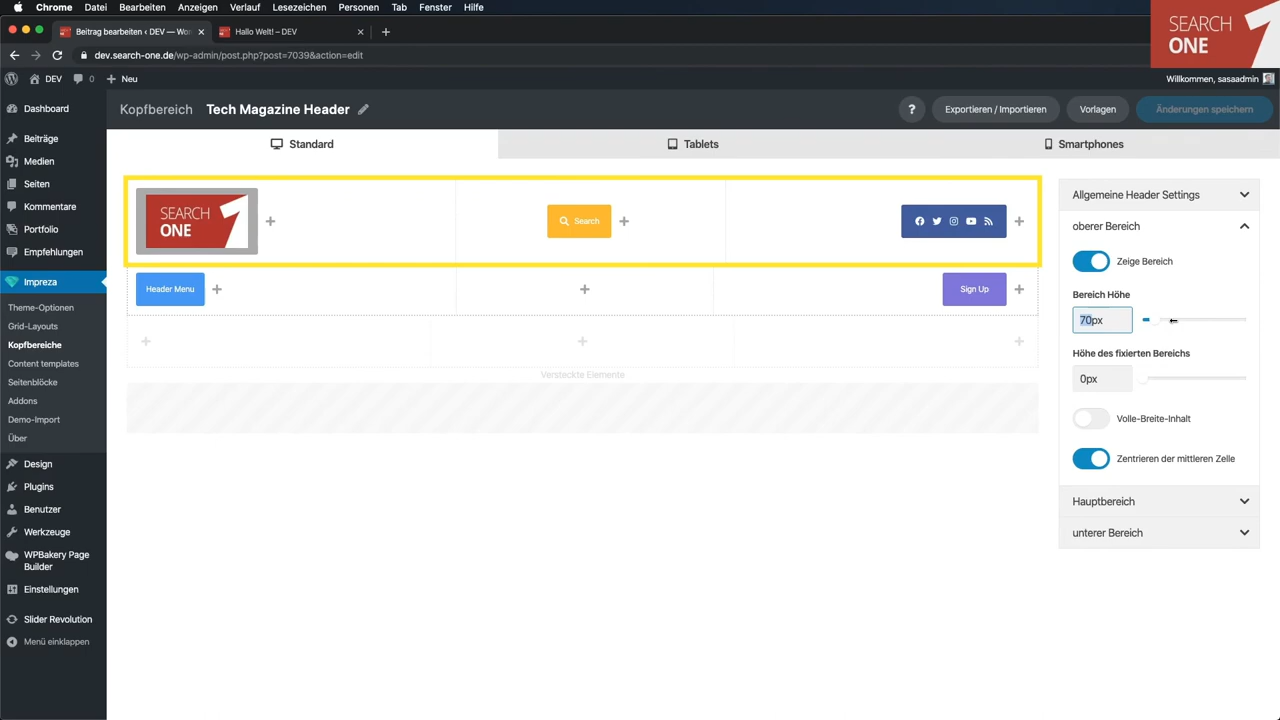 Chrome Datei Bearbeiten Anzeigen Verlauf Lesezeichen Personen Tab Fenster Hilfe
Beitrag bearbeiten ‹ DEV — Wor
Hallo Welt! – DEV
dev.search-one.de/wp-admin/post.php?post=7039&action=edit
SEARCH
ONE
DEV 0 Neu
Willkommen, sasaadmin
Dashboard
Beiträge
Medien
Seiten
Kommentare
Portfolio
Empfehlungen
Impreza
Theme-Optionen
Grid-Layouts
Kopfbereiche
Content templates
Seitenblöcke
Addons
Demo-Import
Über
Design
Plugins
Benutzer
Werkzeuge
WPBakery Page
Builder
Einstellungen
Slider Revolution
Menü einklappen
Kopfbereich Tech Magazine Header
? Exportieren / Importieren Vorlagen Änderungen speichern
Standard Tablets Smartphones
SEARCH
ONE
Search
Header Menu
Sign Up
Versteckte Elemente
Allgemeine Header Settings
oberer Bereich
Zeige Bereich
Bereich Höhe
70px
Höhe des fixierten Bereichs
0px
Volle-Breite-Inhalt
Zentrieren der mittleren Zelle
Hauptbereich
unterer Bereich